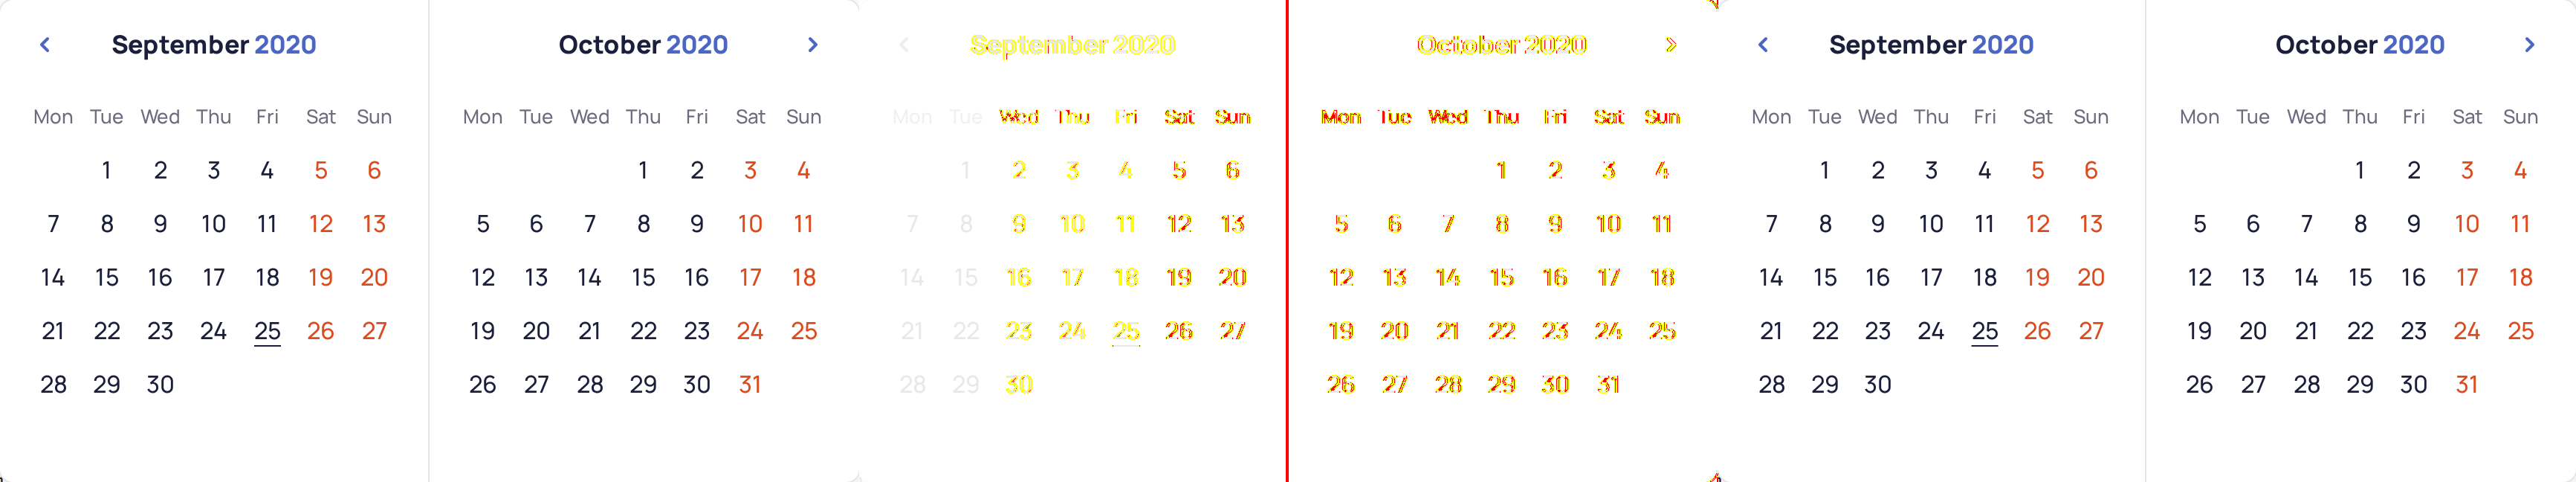 September 2020 October 2020 September 2020 October 2020 September 2020 October 2020
Mon Tue Wed Thu Fri Sat Sun Mon Tue Wed Thu Fri Sat Sun Mon Tue Wed Thu Fri Sat Sun Mon Tue Wed Thu Fri Sat Sun Mon Tue Wed Thu Fri Sat Sun Mon Tue Wed Thu Fri Sat Sun
1 2 3 4 5 6 1 2 3 4 1 2 3 4 5 6 1 2 3 4 1 2 3 4 5 6 1 2 3 4
7 8 9 10 11 12 13 5 6 7 8 9 10 11 7 8 9 10 11 12 13 5 6 7 8 9 10 11 7 8 9 10 11 12 13 5 6 7 8 9 10 11
14 15 16 17 18 19 20 12 13 14 15 16 17 18 14 15 16 17 18 19 20 12 13 14 15 16 17 18 14 15 16 17 18 19 20 12 13 14 15 16 17 18
21 22 23 24 25 26 27 19 20 21 22 23 24 25 21 22 23 24 25 26 27 19 20 21 22 23 24 25 21 22 23 24 25 26 27 19 20 21 22 23 24 25
28 29 30 26 27 28 29 30 31 28 29 30 26 27 28 29 30 31 28 29 30 26 27 28 29 30 31